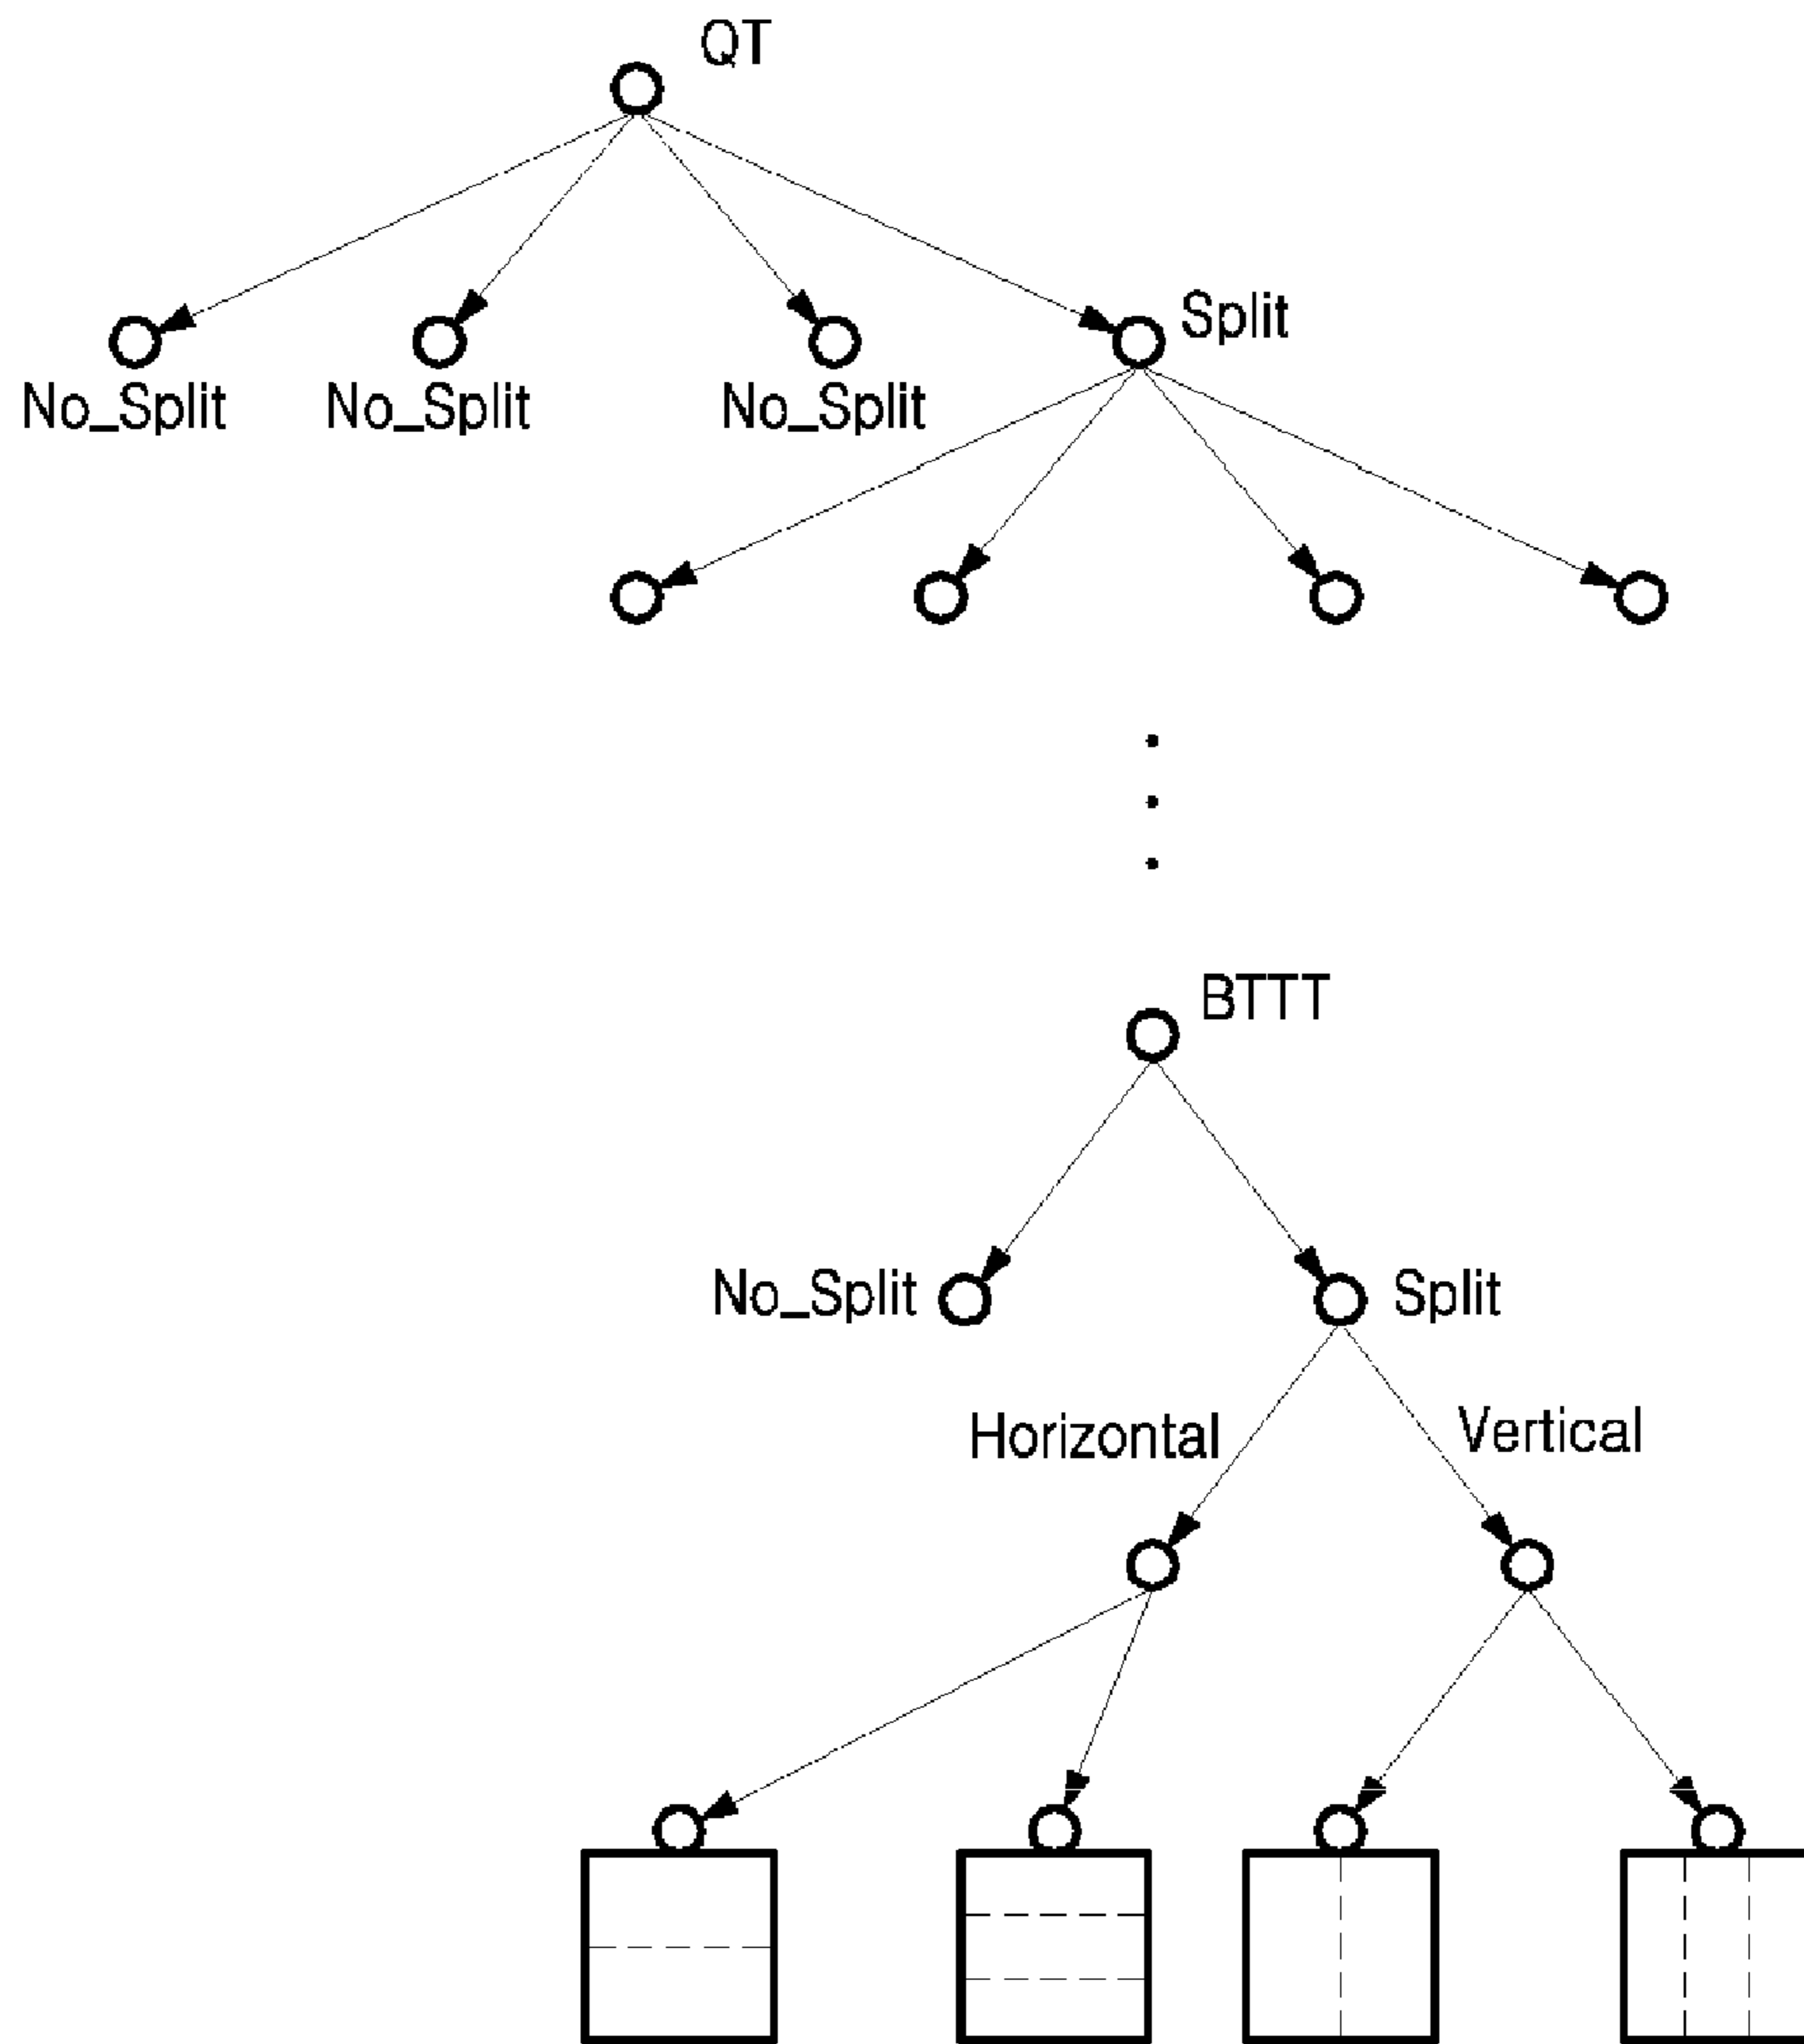 QT
Split
No_Split
No_Split
No_Split
BTTT
No_Split
Split
Horizontal
Vertical